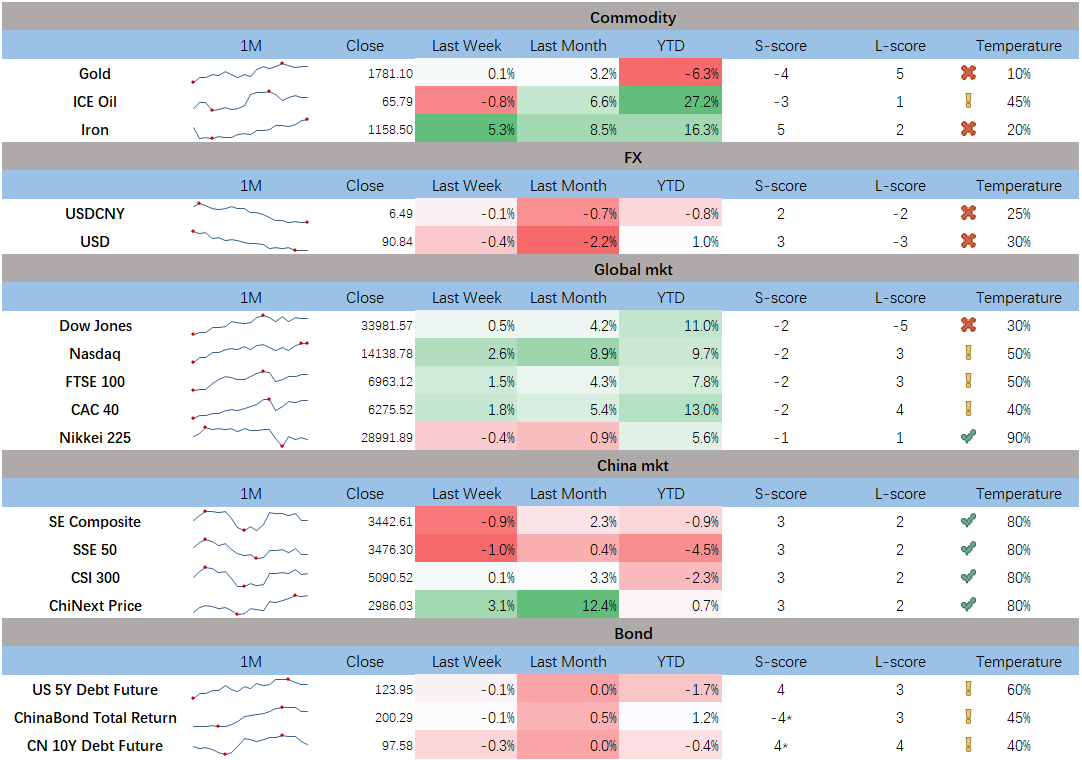 Commodity
1M Close Last Week Last Month YTD S-score L-score Temperature
Gold 1781.10 0.1% 3.2% -6.3% -4 5 10%
ICE Oil 65.79 -0.8% 6.6% 27.2% -3 1 45%
Iron 1158.50 5.3% 8.5% 16.3% 5 2 20%
FX
1M Close Last Week Last Month YTD S-score L-score Temperature
USDCNY 6.49 -0.1% -0.7% -0.8% 2 -2 25%
USD 90.84 -0.4% -2.2% 1.0% 3 -3 30%
Global mkt
1M Close Last Week Last Month YTD S-score L-score Temperature
Dow Jones 33981.57 0.5% 4.2% 11.0% -2 -5 30%
Nasdaq 14138.78 2.6% 8.9% 9.7% -2 3 50%
FTSE 100 6963.12 1.5% 4.3% 7.8% -2 3 50%
CAC 40 6275.52 1.8% 5.4% 13.0% -2 4 40%
Nikkei 225 28991.89 -0.4% 0.9% 5.6% -1 1 90%
China mkt
1M Close Last Week Last Month YTD S-score L-score Temperature
SE Composite 3442.61 -0.9% 2.3% -0.9% 3 2 80%
SSE 50 3476.30 -1.0% 0.4% -4.5% 3 2 80%
CSI 300 5090.52 0.1% 3.3% -2.3% 3 2 80%
ChiNext Price 2986.03 3.1% 12.4% 0.7% 3 2 80%
Bond
1M Close Last Week Last Month YTD S-score L-score Temperature
US 5Y Debt Future 123.95 -0.1% 0.0% -1.7% 4 3 60%
ChinaBond Total Return 200.29 -0.1% 0.5% 1.2% -4* 3 45%
CN 10Y Debt Future 97.58 -0.3% 0.0% -0.4% 4* 4 40%